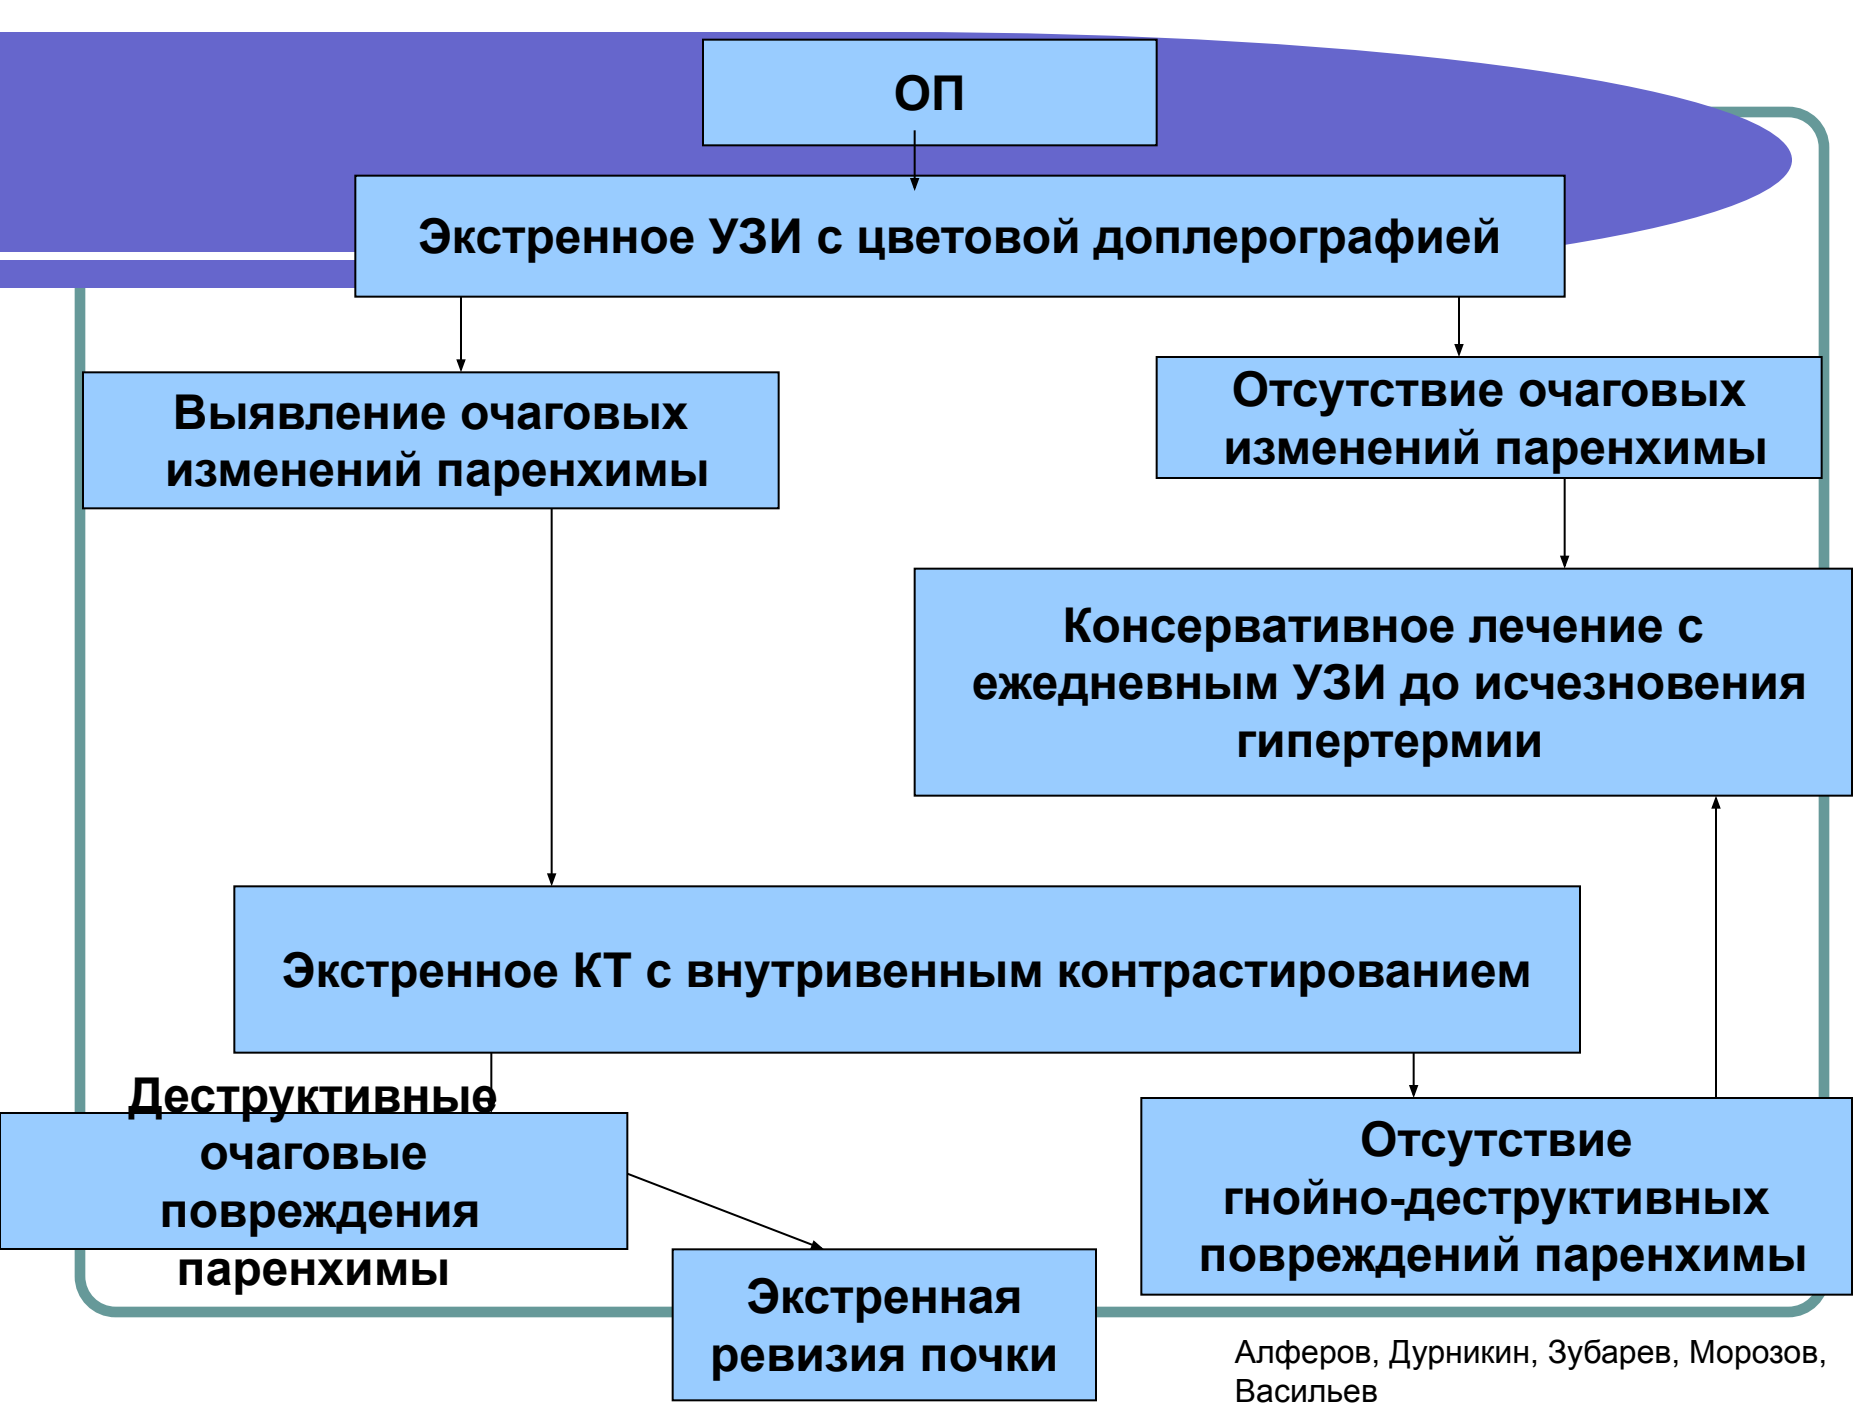 ОП
Экстренное УЗИ с цветовой доплерографией
Выявление очаговых
изменений паренхимы
Отсутствие очаговых
изменений паренхимы
Консервативное лечение с
ежедневным УЗИ до исчезновения
гипертермии
Экстренное КТ с внутривенным контрастированием
Деструктивные
очаговые
повреждения
паренхимы
Отсутствие
гнойно-деструктивных
повреждений паренхимы
Экстренная
ревизия почки
Алферов, Дурникин, Зубарев, Морозов,
Васильев